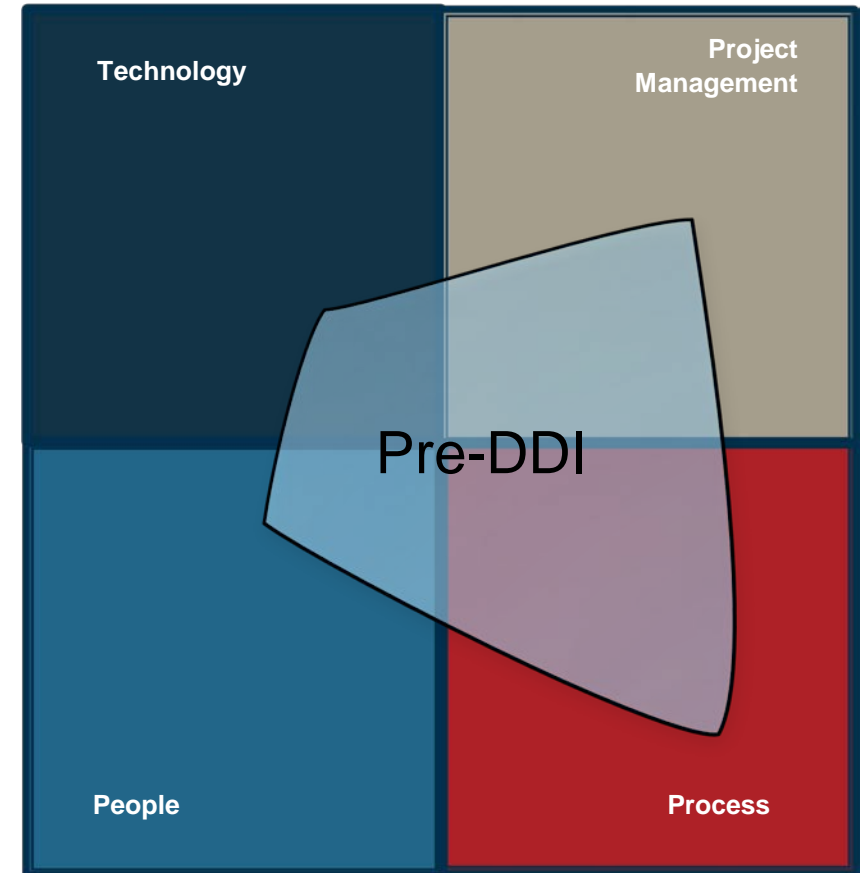 Technology
Project
Management
Pre-DDI
People
Process